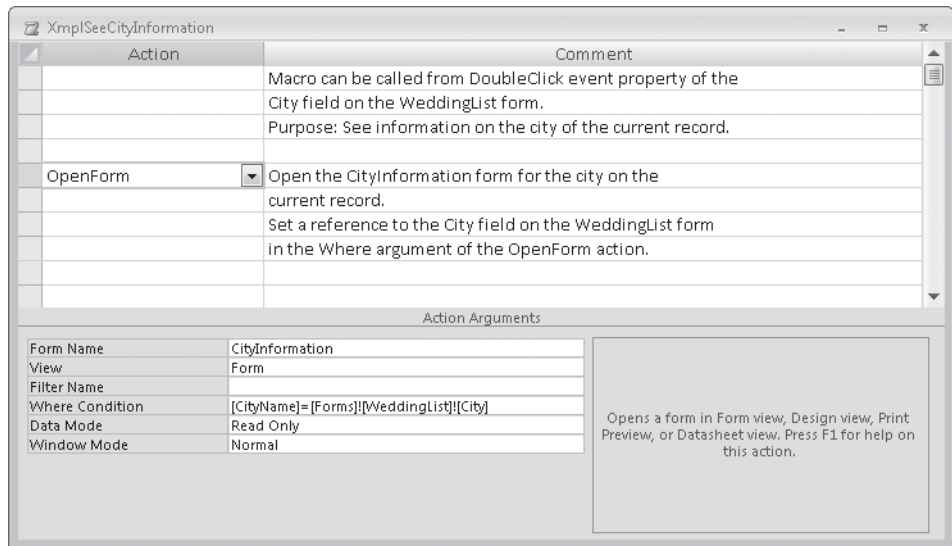 XmplSeeCityInformation
Action Comment
Macro can be called from DoubleClick event property of the
City field on the WeddingList form.
Purpose: See information on the city of the current record.
OpenForm Open the CityInformation form for the city on the
current record.
Set a reference to the City field on the WeddingList form
in the Where argument of the OpenForm action.
Action Arguments
Form Name CityInformation
View Form
Filter Name
Where Condition [CityName]=[Forms]![WeddingList]![City]
Data Mode Read Only
Window Mode Normal
Opens a form in Form view, Design view, Print
Preview, or Datasheet view. Press F1 for help on
this action.